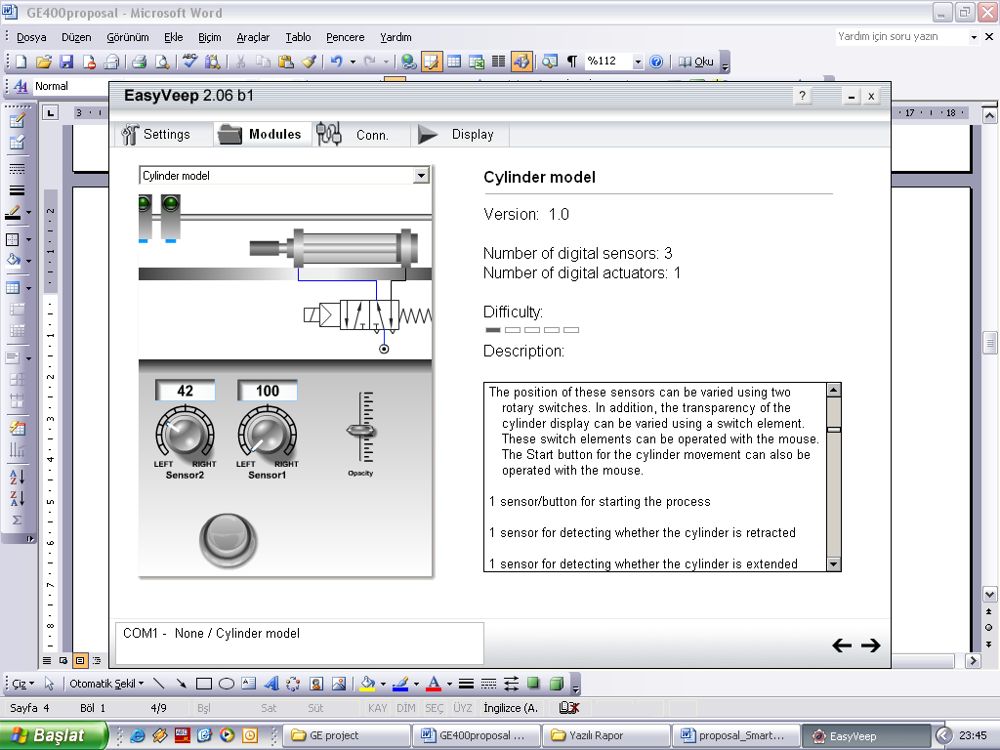 GE400proposal - Microsoft Word
Dosya Düzen Görünüm Ekle Biçim Araçlar Tablo Pencere Yardım
Yardım için soru yazın
%112
Oku
Normal
EasyVeep 2.06 b1
Settings Modules Conn. Display
3 17 18
Cylinder model
Cylinder model
Version: 1.0
Number of digital sensors: 3
Number of digital actuators: 1
Difficulty:
Description:
The position of these sensors can be varied using two
rotary switches. In addition, the transparency of the
cylinder display can be varied using a switch element.
These switch elements can be operated with the mouse.
The Start button for the cylinder movement can also be
operated with the mouse.
1 sensor/button for starting the process
1 sensor for detecting whether the cylinder is retracted
1 sensor for detecting whether the cylinder is extended
42 100
LEFT RIGHT LEFT RIGHT
Sensor2 Sensor1 Opacity
COM1 - None / Cylinder model
Çiz Otomatik Şekil
Sayfa 4 Böl 1 4/9 Bşl Sat Süt KAY DİM SEÇ ÜYZ İngilizce (A.
Başlat
GE project
GE400proposal ...
Yazılı Rapor
proposal_Smart...
EasyVeep
23:45